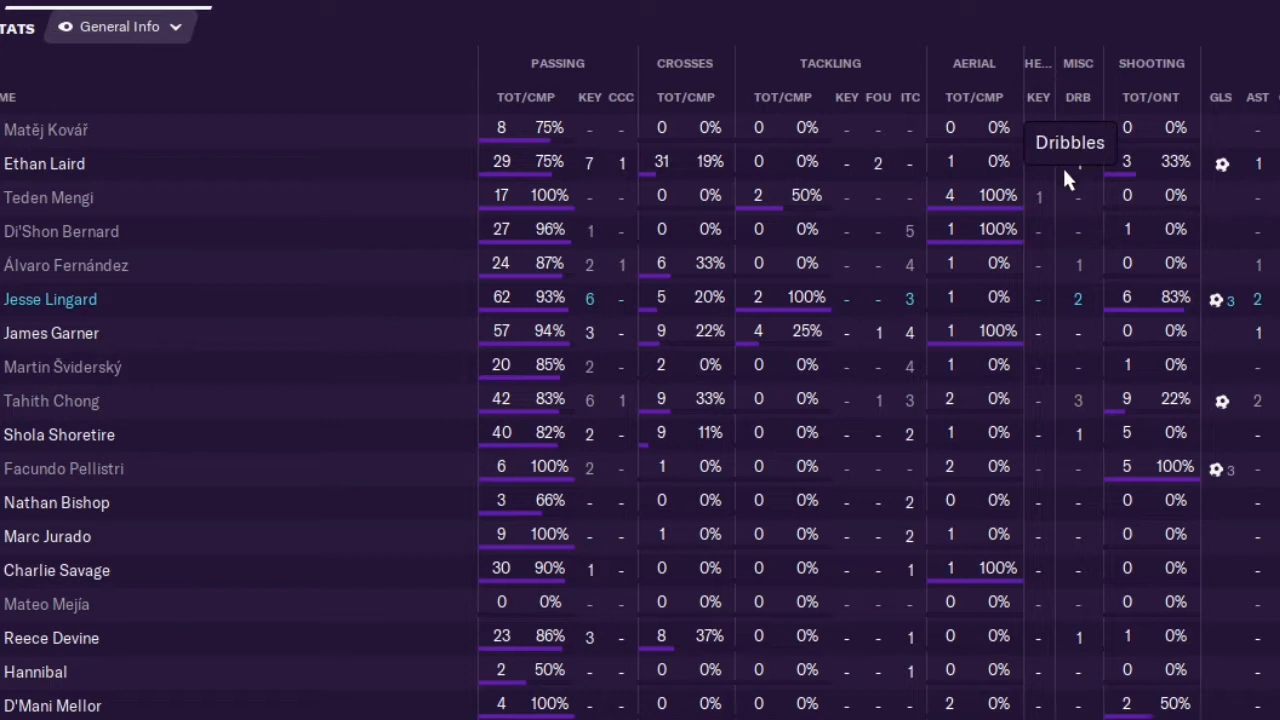 TATS General Info
PASSING CROSSES TACKLING AERIAL HE... MISC SHOOTING
ME TOT/CMP KEY CCC TOT/CMP TOT/CMP KEY FOU ITC TOT/CMP KEY DRB TOT/ONT GLS AST
Matěj Kovář 8 75% - - 0 0% 0 0% - - - 0 0% 0 0% -
Dribbles
Ethan Laird 29 75% 7 1 31 19% 0 0% - 2 - 1 0% 3 33% 1
Teden Mengi 17 100% - - 0 0% 2 50% - - - 4 100% 1 - 0 0% -
Di'Shon Bernard 27 96% 1 - 0 0% 0 0% - - 5 1 100% - - 1 0% -
Álvaro Fernández 24 87% 2 1 6 33% 0 0% - - 4 1 0% - 1 0 0% 1
Jesse Lingard 62 93% 6 - 5 20% 2 100% - - 3 1 0% - 2 6 83% 3 2
James Garner 57 94% 3 - 9 22% 4 25% - 1 4 1 100% - - 0 0% 1
Martin Šviderský 20 85% 2 - 2 0% 0 0% - - 4 1 0% - - 1 0% -
Tahith Chong 42 83% 6 1 9 33% 0 0% - 1 3 2 0% - 3 9 22% 2
Shola Shoretire 40 82% 2 - 9 11% 0 0% - - 2 1 0% - 1 5 0% -
Facundo Pellistri 6 100% 2 - 1 0% 0 0% - - - 2 0% - - 5 100% 3 -
Nathan Bishop 3 66% - - 0 0% 0 0% - - 2 0 0% - - 0 0% -
Marc Jurado 9 100% - - 1 0% 0 0% - - 2 1 0% - - 0 0% -
Charlie Savage 30 90% 1 - 0 0% 0 0% - - 1 1 100% - - 0 0% -
Mateo Mejía 0 0% - - 0 0% 0 0% - - - 0 0% - - 0 0% -
Reece Devine 23 86% 3 - 8 37% 0 0% - - 1 0 0% - 1 1 0% -
Hannibal 2 50% - - 0 0% 0 0% - - 1 0 0% - - 0 0% -
D'Mani Mellor 4 100% - - 0 0% 0 0% - - - 2 0% - - 2 50% -